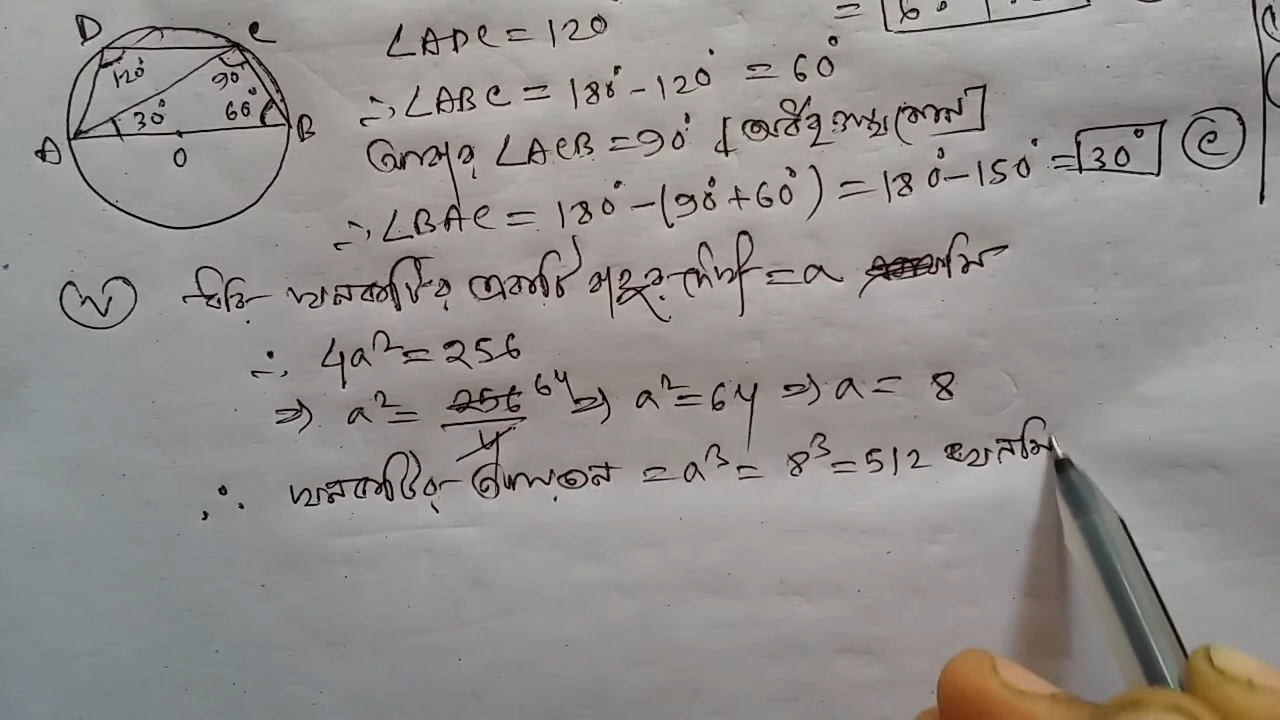 D C
120° 90°
30° 60°
A O B
∠ADC = 120°
∴ ∠ABC = 180° - 120° = 60°
আবার, ∠ACB = 90° [অর্ধবৃত্তস্থ কোণ]
∴ ∠BAC = 180° - (90° + 60°) = 180° - 150° = 30° ⓒ
ⓥ ধরি ঘনকটির একটি বাহুর দৈর্ঘ্য = a মি
∴ 4a² = 256
⇒ a² = 256/4 64 ⇒ a² = 64 ⇒ a = 8
∴ ঘনকটির আয়তন = a³ = 8³ = 512 ঘনমি